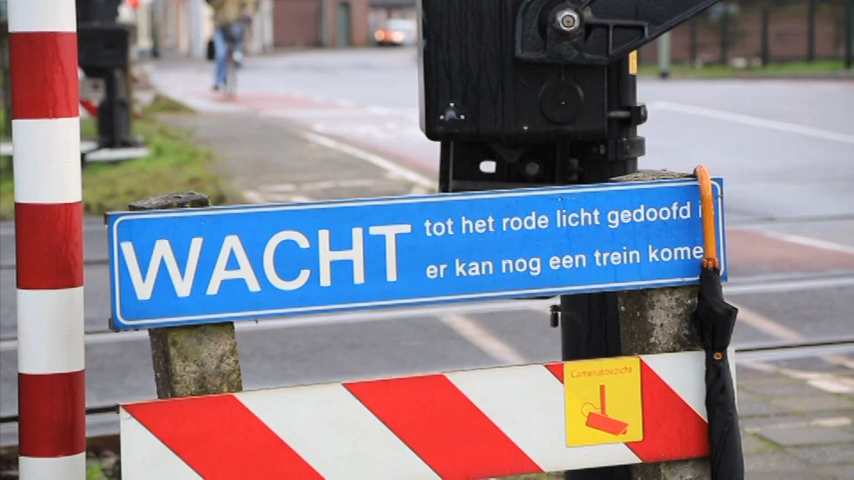 WACHT
tot het rode licht gedoofd
er kan nog een trein kome
Cameratoezicht